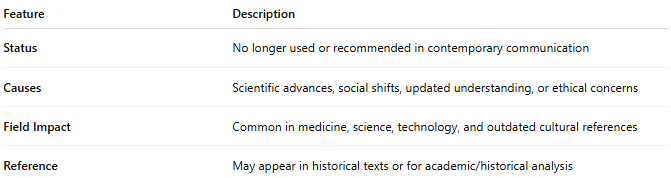 Feature Description
Status No longer used or recommended in contemporary communication
Causes Scientific advances, social shifts, updated understanding, or ethical concerns
Field Impact Common in medicine, science, technology, and outdated cultural references
Reference May appear in historical texts or for academic/historical analysis